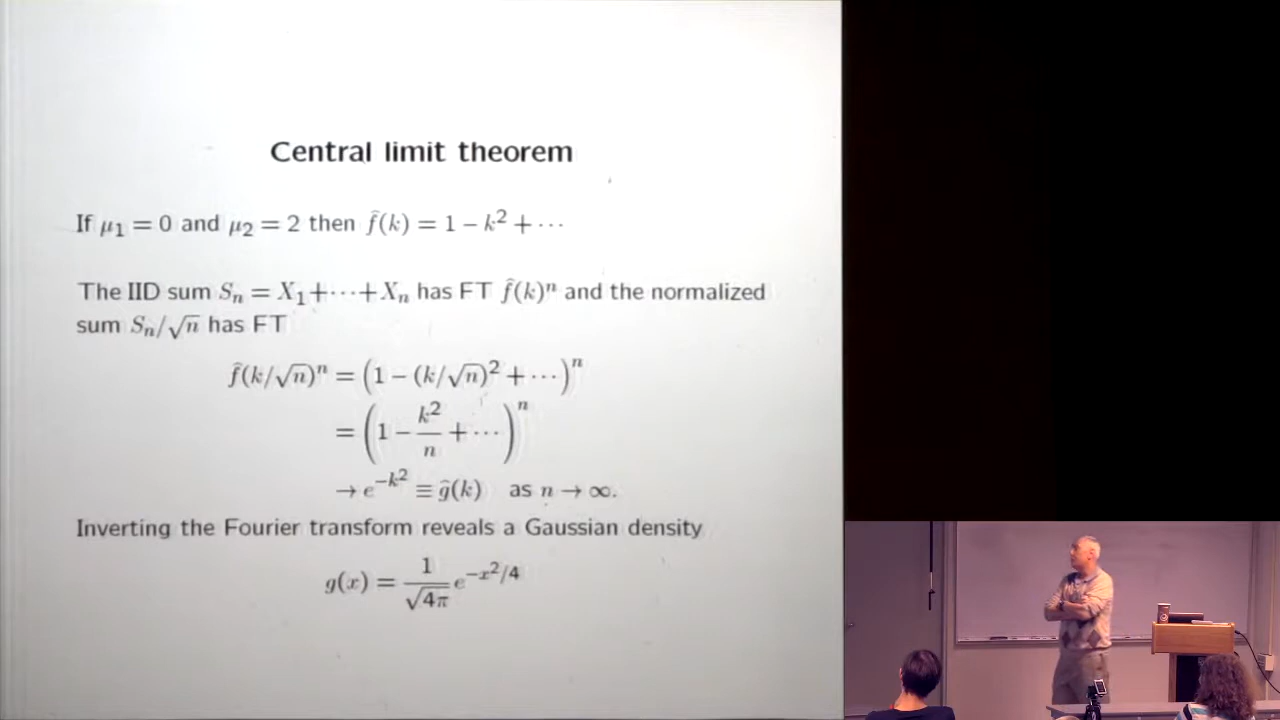 Central limit theorem
If μ₁ = 0 and μ₂ = 2 then f̂(k) = 1 − k² + ⋯
The IID sum Sₙ = X₁+⋯+Xₙ has FT f̂(k)ⁿ and the normalized
sum Sₙ/√n has FT
f̂(k/√n)ⁿ = (1 − (k/√n)² + ⋯)ⁿ
= (1 − k²/n + ⋯)ⁿ
→ e^{−k²} ≡ ĝ(k) as n → ∞.
Inverting the Fourier transform reveals a Gaussian density
g(x) = 1/√4π e^{−x²/4}